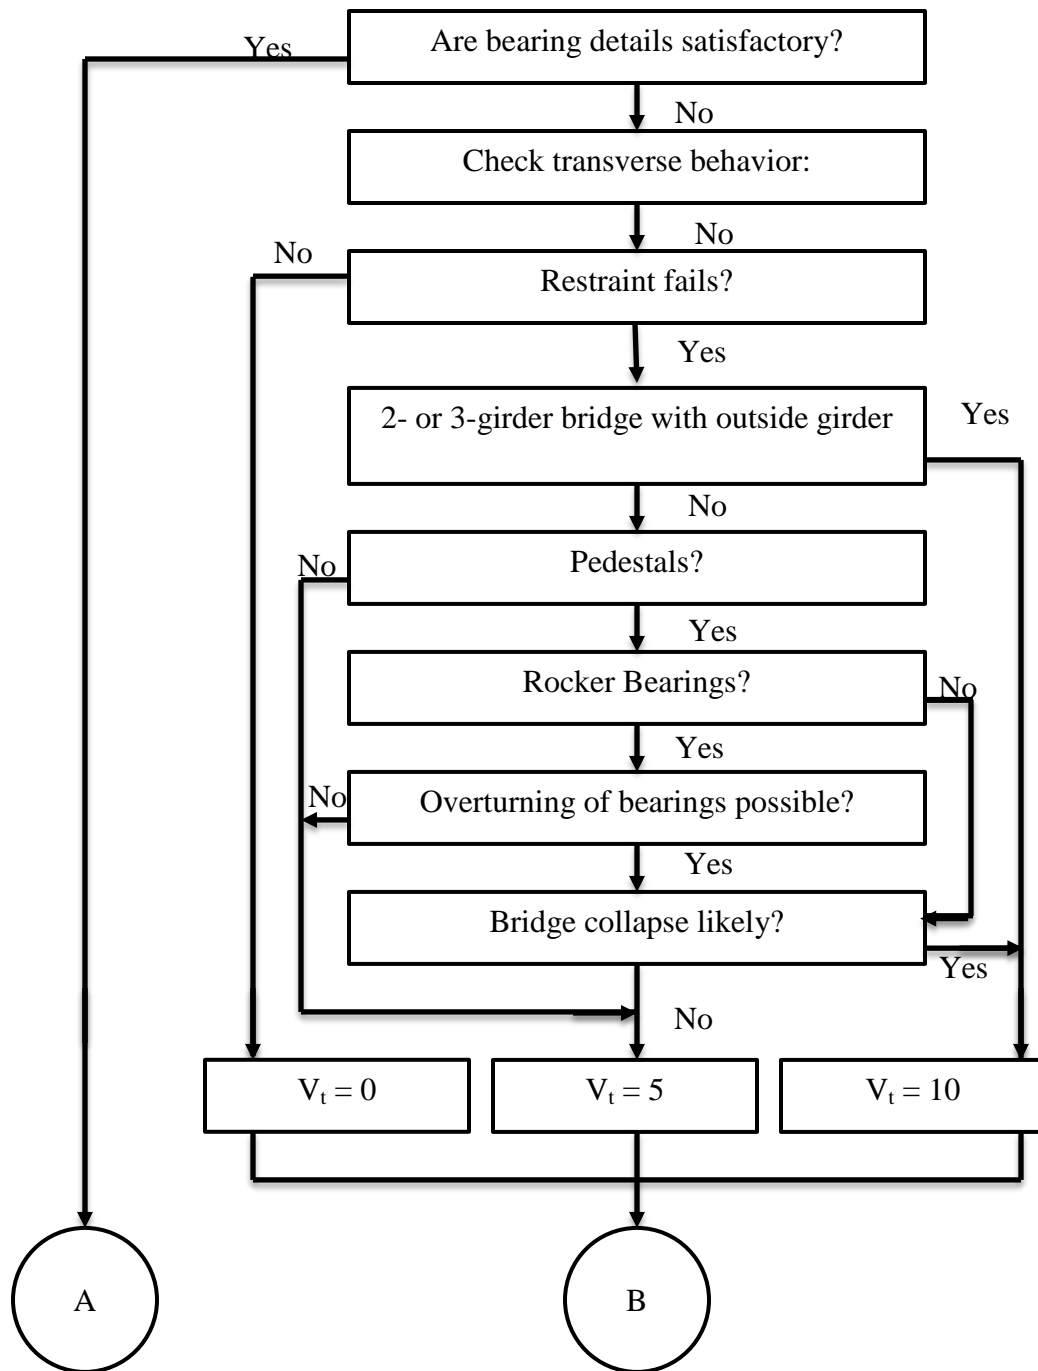 Are bearing details satisfactory?
Yes
No
Check transverse behavior:
No
No
Restraint fails?
Yes
2- or 3-girder bridge with outside girder
Yes
No
Pedestals?
No
Yes
Rocker Bearings?
No
Yes
Overturning of bearings possible?
No
Yes
Bridge collapse likely?
Yes
No
Vt = 0
Vt = 5
Vt = 10
A
B